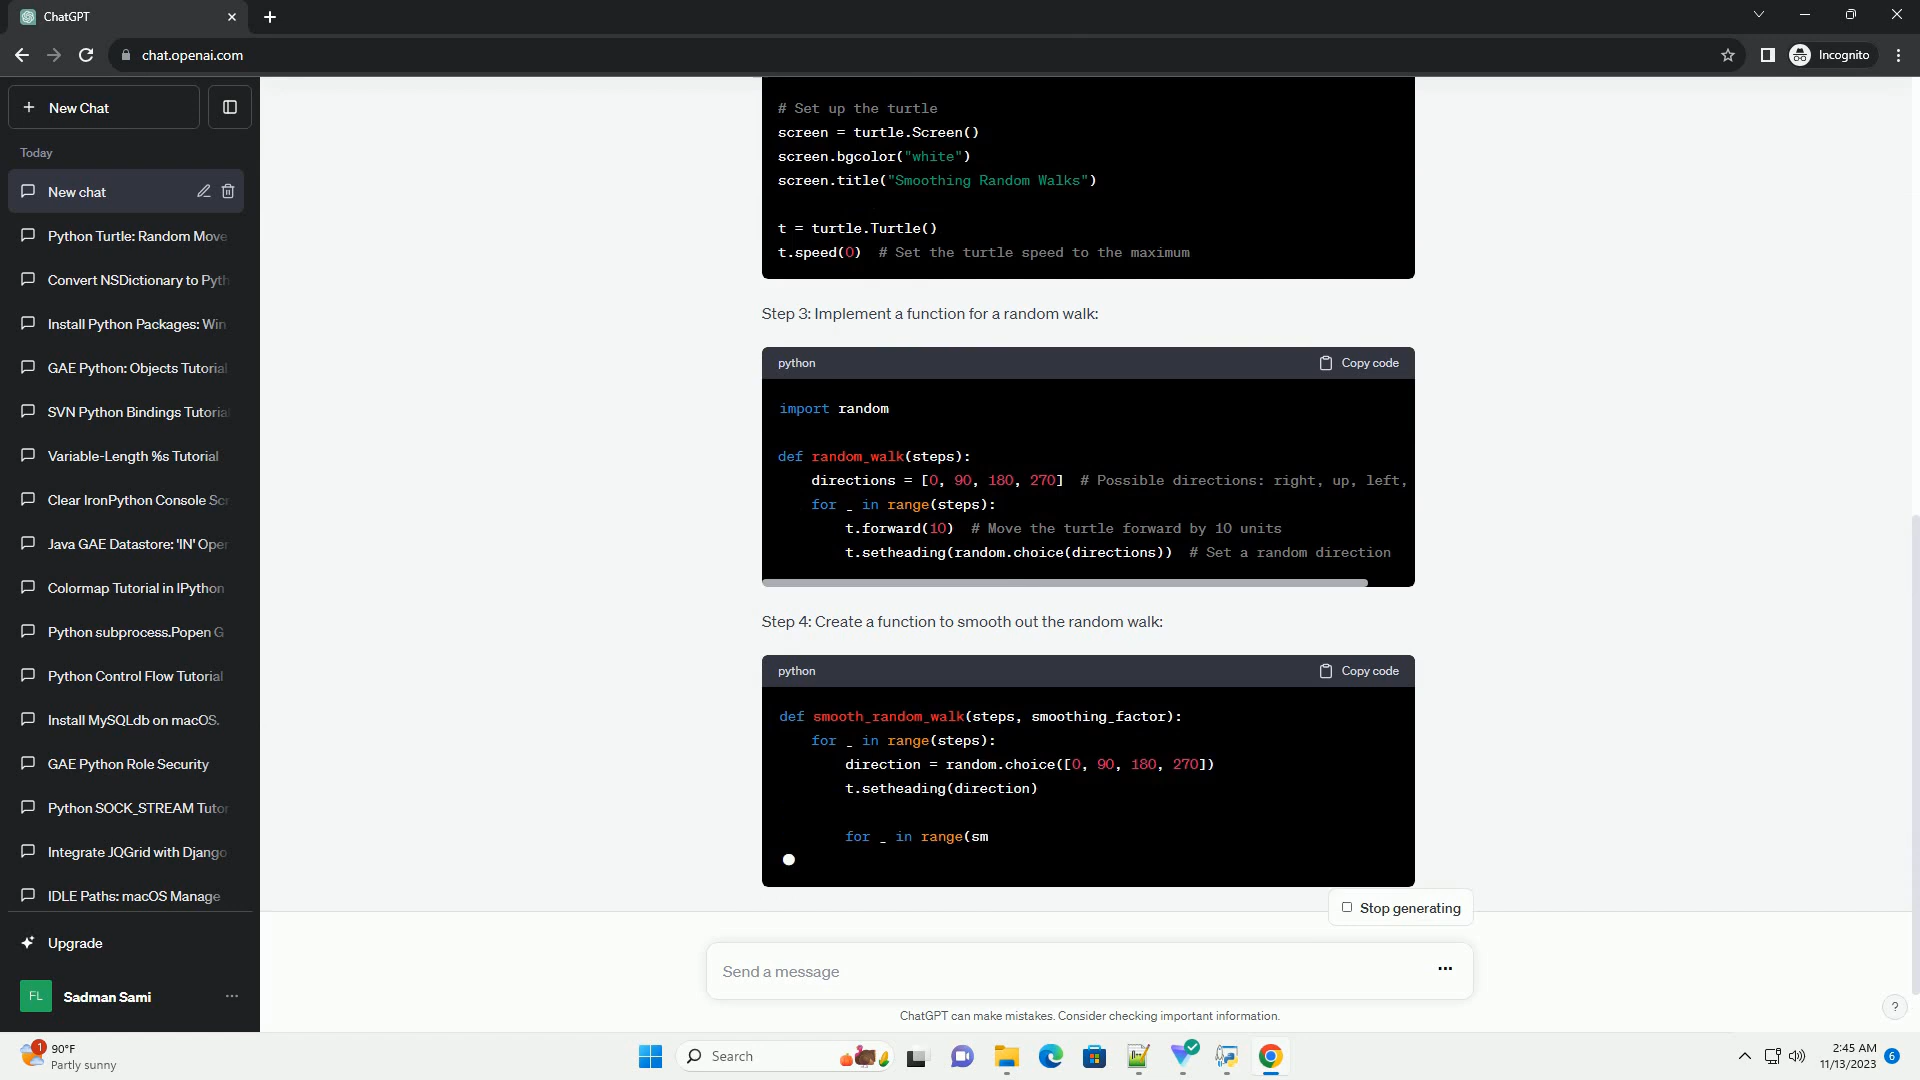 ChatGPT
chat.openai.com
Incognito
New Chat
Today
New chat
Python Turtle: Random Move
Convert NSDictionary to Pyth
Install Python Packages: Win
GAE Python: Objects Tutorial
SVN Python Bindings Tutorial
Variable-Length %s Tutorial
Clear IronPython Console Scr
Java GAE Datastore: 'IN' Oper
Colormap Tutorial in IPython
Python subprocess.Popen G
Python Control Flow Tutorial
Install MySQLdb on macOS.
GAE Python Role Security
Python SOCK_STREAM Tutor
Integrate JQGrid with Django
IDLE Paths: macOS Manage
Upgrade
FL
Sadman Sami
# Set up the turtle
screen = turtle.Screen()
screen.bgcolor("white")
screen.title("Smoothing Random Walks")
t = turtle.Turtle()
t.speed(0)  # Set the turtle speed to the maximum
Step 3: Implement a function for a random walk:
python
Copy code
import random
def random_walk(steps):
    directions = [0, 90, 180, 270]  # Possible directions: right, up, left,
    for _ in range(steps):
        t.forward(10)  # Move the turtle forward by 10 units
        t.setheading(random.choice(directions))  # Set a random direction
Step 4: Create a function to smooth out the random walk:
python
Copy code
def smooth_random_walk(steps, smoothing_factor):
    for _ in range(steps):
        direction = random.choice([0, 90, 180, 270])
        t.setheading(direction)
        for _ in range(sm
Stop generating
Send a message
ChatGPT can make mistakes. Consider checking important information.
?
1
90°F
Partly sunny
Search
2:45 AM
11/13/2023
6